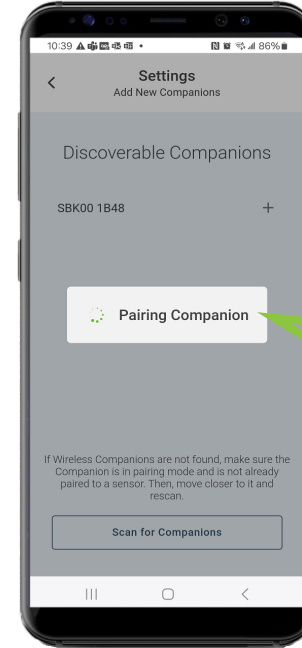 10:39
86%
Settings
Add New Companions
Discoverable Companions
SBK00 1B48 +
Pairing Companion
If Wireless Companions are not found, make sure the
Companion is in pairing mode and is not already
paired to a sensor. Then, move closer to it and
rescan.
Scan for Companions